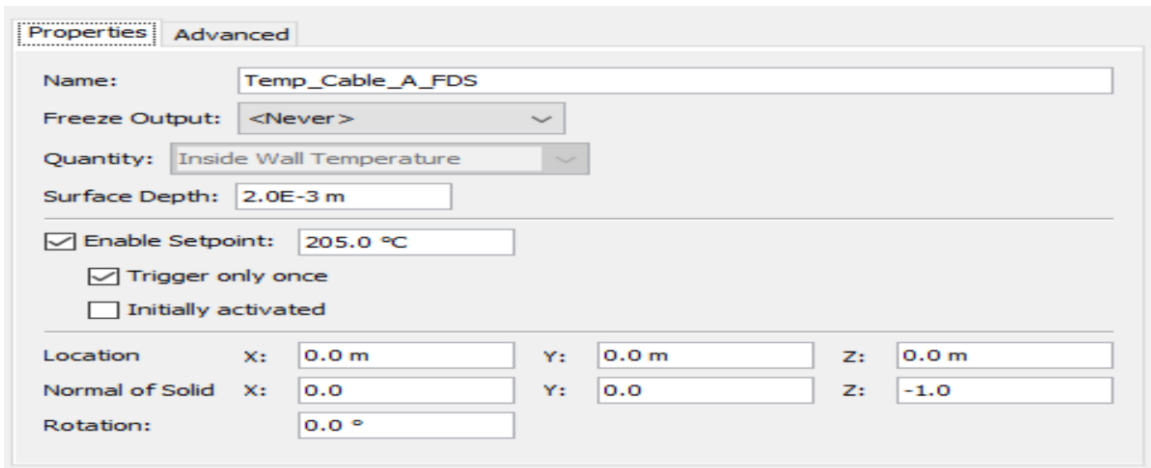 Properties Advanced
Name: Temp_Cable_A_FDS
Freeze Output: <Never>
Quantity: Inside Wall Temperature
Surface Depth: 2.0E-3 m
Enable Setpoint: 205.0 °C
Trigger only once
Initially activated
Location X: 0.0 m Y: 0.0 m Z: 0.0 m
Normal of Solid X: 0.0 Y: 0.0 Z: -1.0
Rotation: 0.0 °